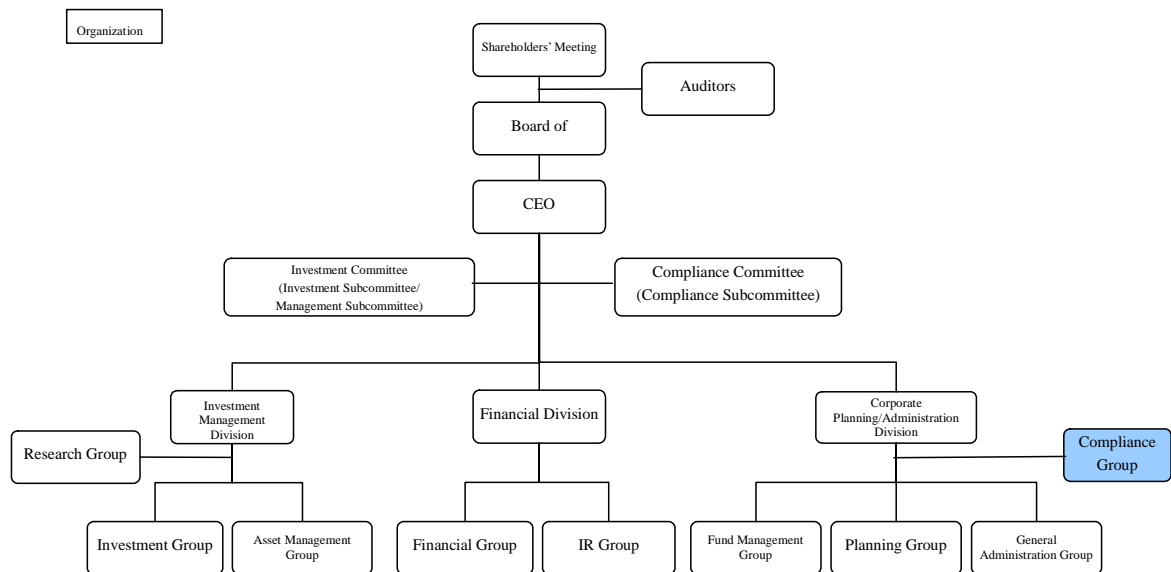 Organization
Shareholders’ Meeting
Auditors
Board of
CEO
Investment Committee
(Investment Subcommittee/
Management Subcommittee)
Compliance Committee
(Compliance Subcommittee)
Investment
Management
Division
Financial Division
Corporate
Planning/Administration
Division
Research Group
Compliance
Group
Investment Group
Asset Management
Group
Financial Group
IR Group
Fund Management
Group
Planning Group
General
Administration Group